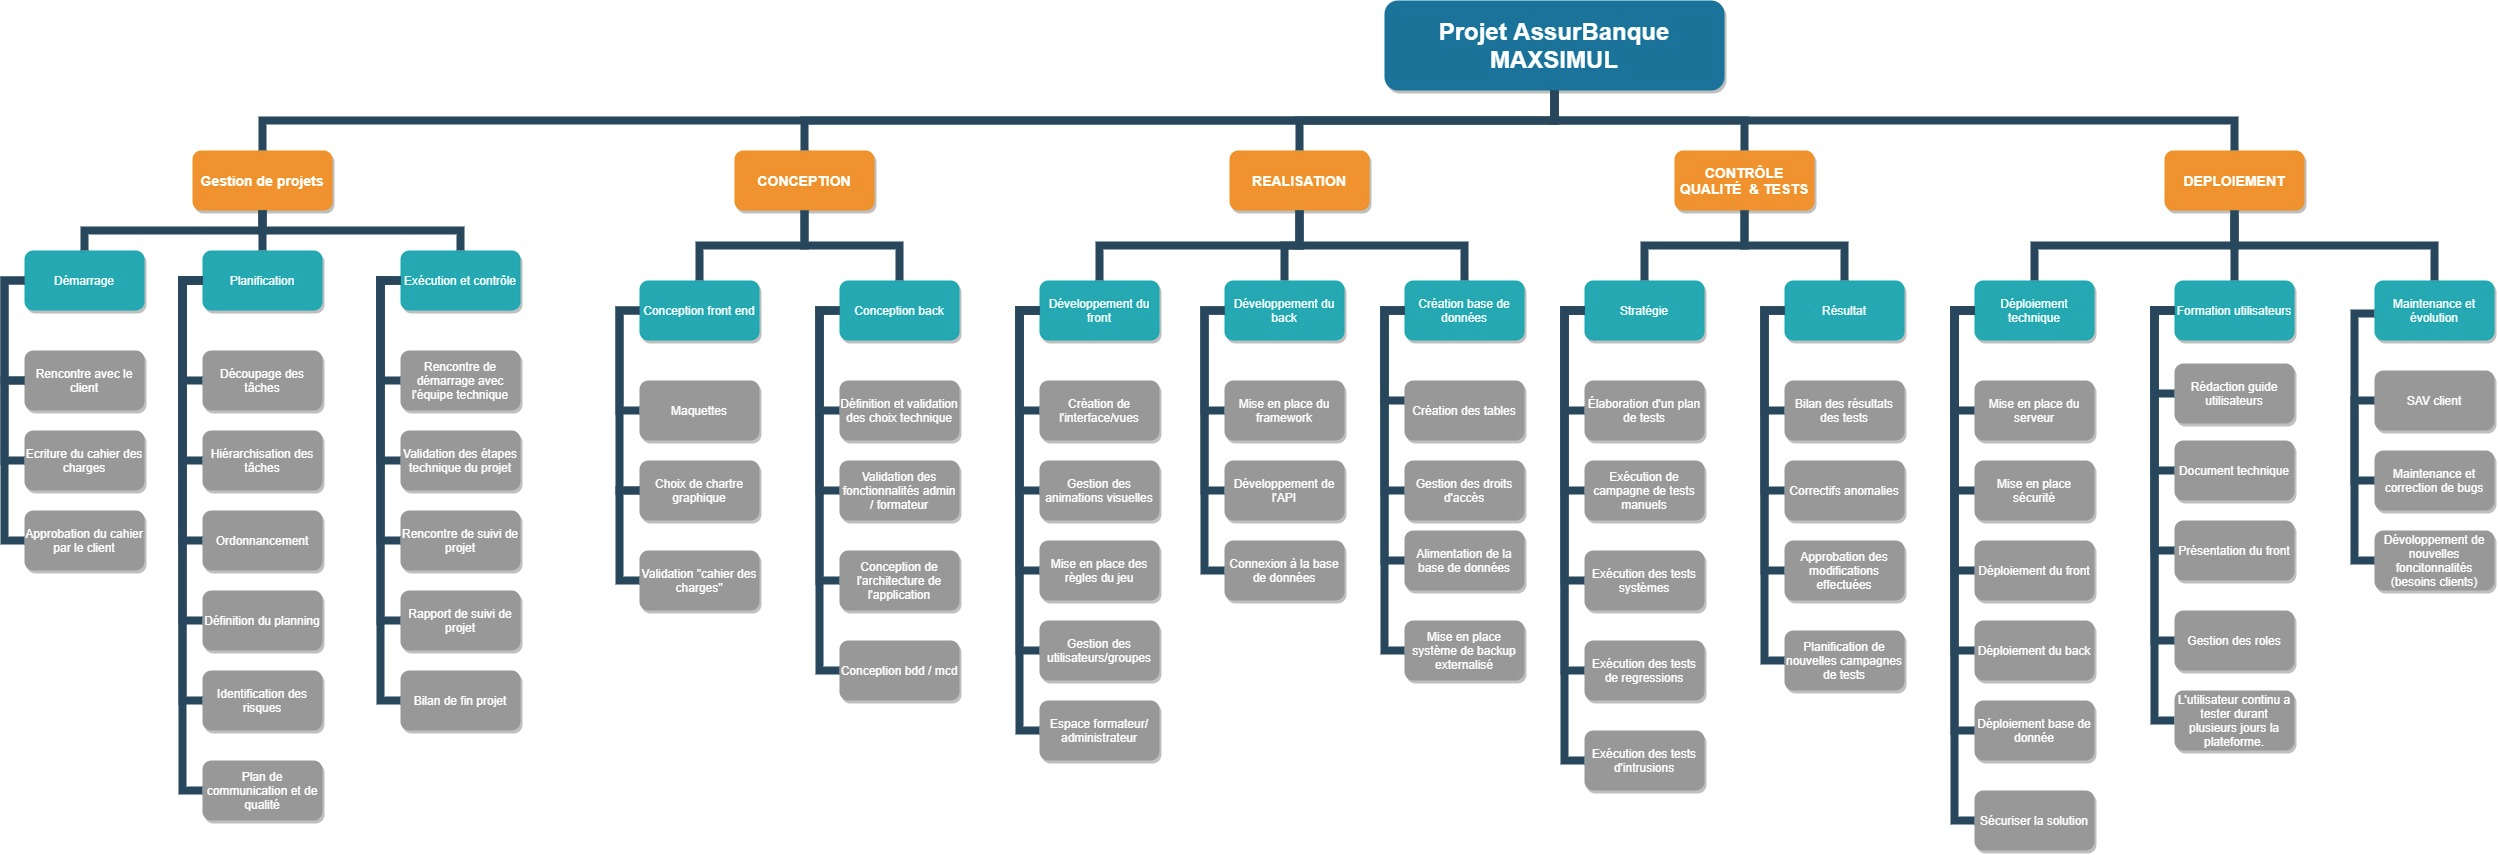 Projet AssurBanque
MAXSIMUL
Gestion de projets
CONCEPTION
REALISATION
CONTRÔLE
QUALITÉ & TESTS
DEPLOIEMENT
Démarrage
Rencontre avec le
client
Ecriture du cahier des
charges
Approbation du cahier
par le client
Planification
Découpage des
tâches
Hiérarchisation des
tâches
Ordonnancement
Définition du planning
Identification des
risques
Plan de
communication et de
qualité
Exécution et contrôle
Rencontre de
démarrage avec
l'équipe technique
Validation des étapes
technique du projet
Rencontre de suivi de
projet
Rapport de suivi de
projet
Bilan de fin projet
Conception front end
Maquettes
Choix de chartre
graphique
Validation "cahier des
charges"
Conception back
Définition et validation
des choix technique
Validation des
fonctionnalités admin
/ formateur
Conception de
l'architecture de
l'application
Conception bdd / mcd
Développement du
front
Création de
l'interface/vues
Gestion des
animations visuelles
Mise en place des
règles du jeu
Gestion des
utilisateurs/groupes
Espace formateur/
administrateur
Développement du
back
Mise en place du
framework
Développement de
l'API
Connexion à la base
de données
Création base de
données
Création des tables
Gestion des droits
d'accès
Alimentation de la
base de données
Mise en place
système de backup
externalisé
Stratégie
Élaboration d'un plan
de tests
Exécution de
campagne de tests
manuels
Exécution des tests
systèmes
Exécution des tests
de regressions
Exécution des tests
d'intrusions
Résultat
Bilan des résultats
des tests
Correctifs anomalies
Approbation des
modifications
effectuées
Planification de
nouvelles campagnes
de tests
Déploiement
technique
Mise en place du
serveur
Mise en place
sécurité
Déploiement du front
Déploiement du back
Déploiement base de
donnée
Sécuriser la solution
Formation utilisateurs
Rédaction guide
utilisateurs
Document technique
Présentation du front
Gestion des roles
L'utilisateur continu a
tester durant
plusieurs jours la
plateforme.
Maintenance et
évolution
SAV client
Maintenance et
correction de bugs
Dévoloppement de
nouvelles
foncitonnalités
(besoins clients)